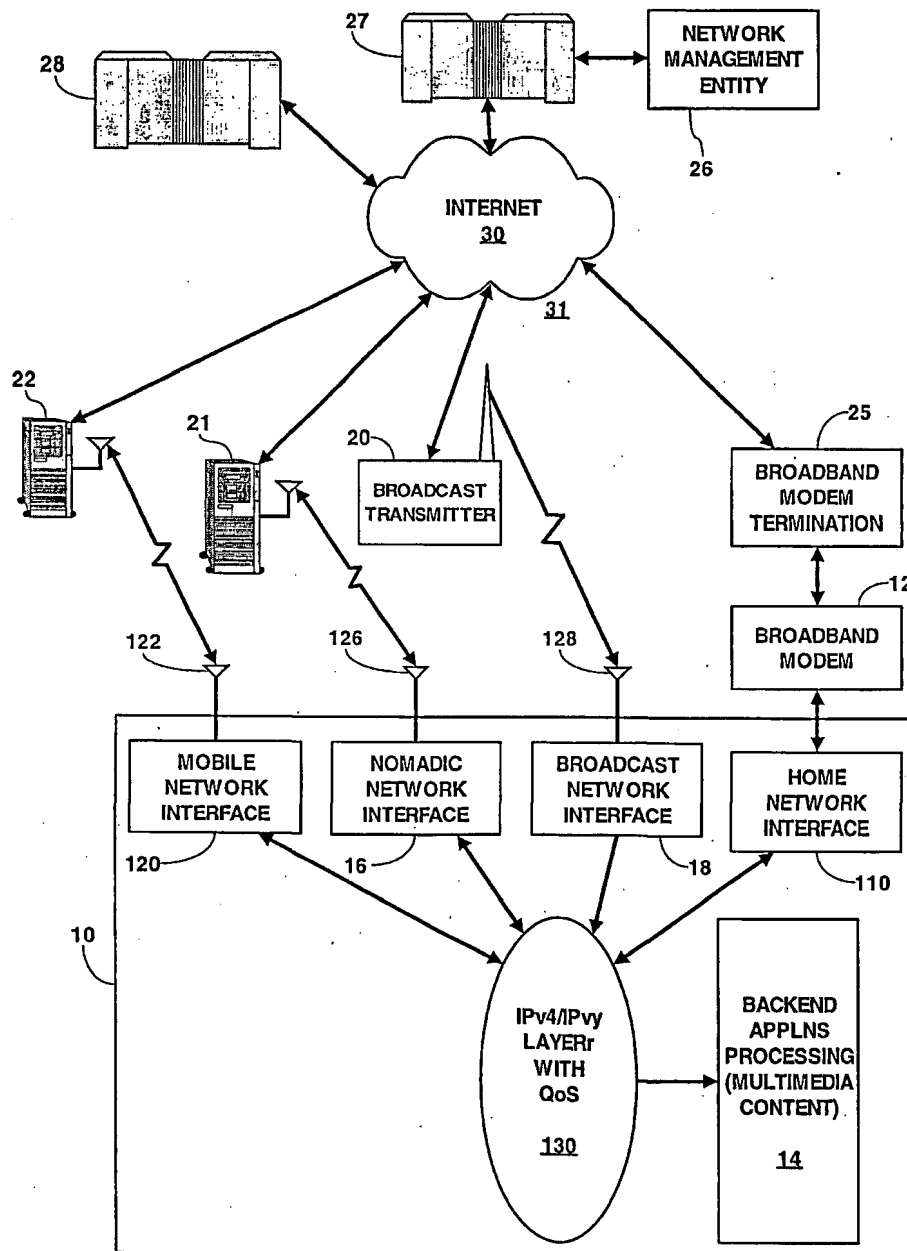 27
NETWORK
MANAGEMENT
ENTITY
28
26
INTERNET
30
31
22
21
20
BROADCAST
TRANSMITTER
25
BROADBAND
MODEM
TERMINATION
12
BROADBAND
MODEM
122
126
128
MOBILE
NETWORK
INTERFACE
NOMADIC
NETWORK
INTERFACE
BROADCAST
NETWORK
INTERFACE
HOME
NETWORK
INTERFACE
120
16
18
110
10
IPv4/IPvy
LAYERr
WITH
QoS
130
BACKEND
APPLNS
PROCESSING
(MULTIMEDIA
CONTENT)
14